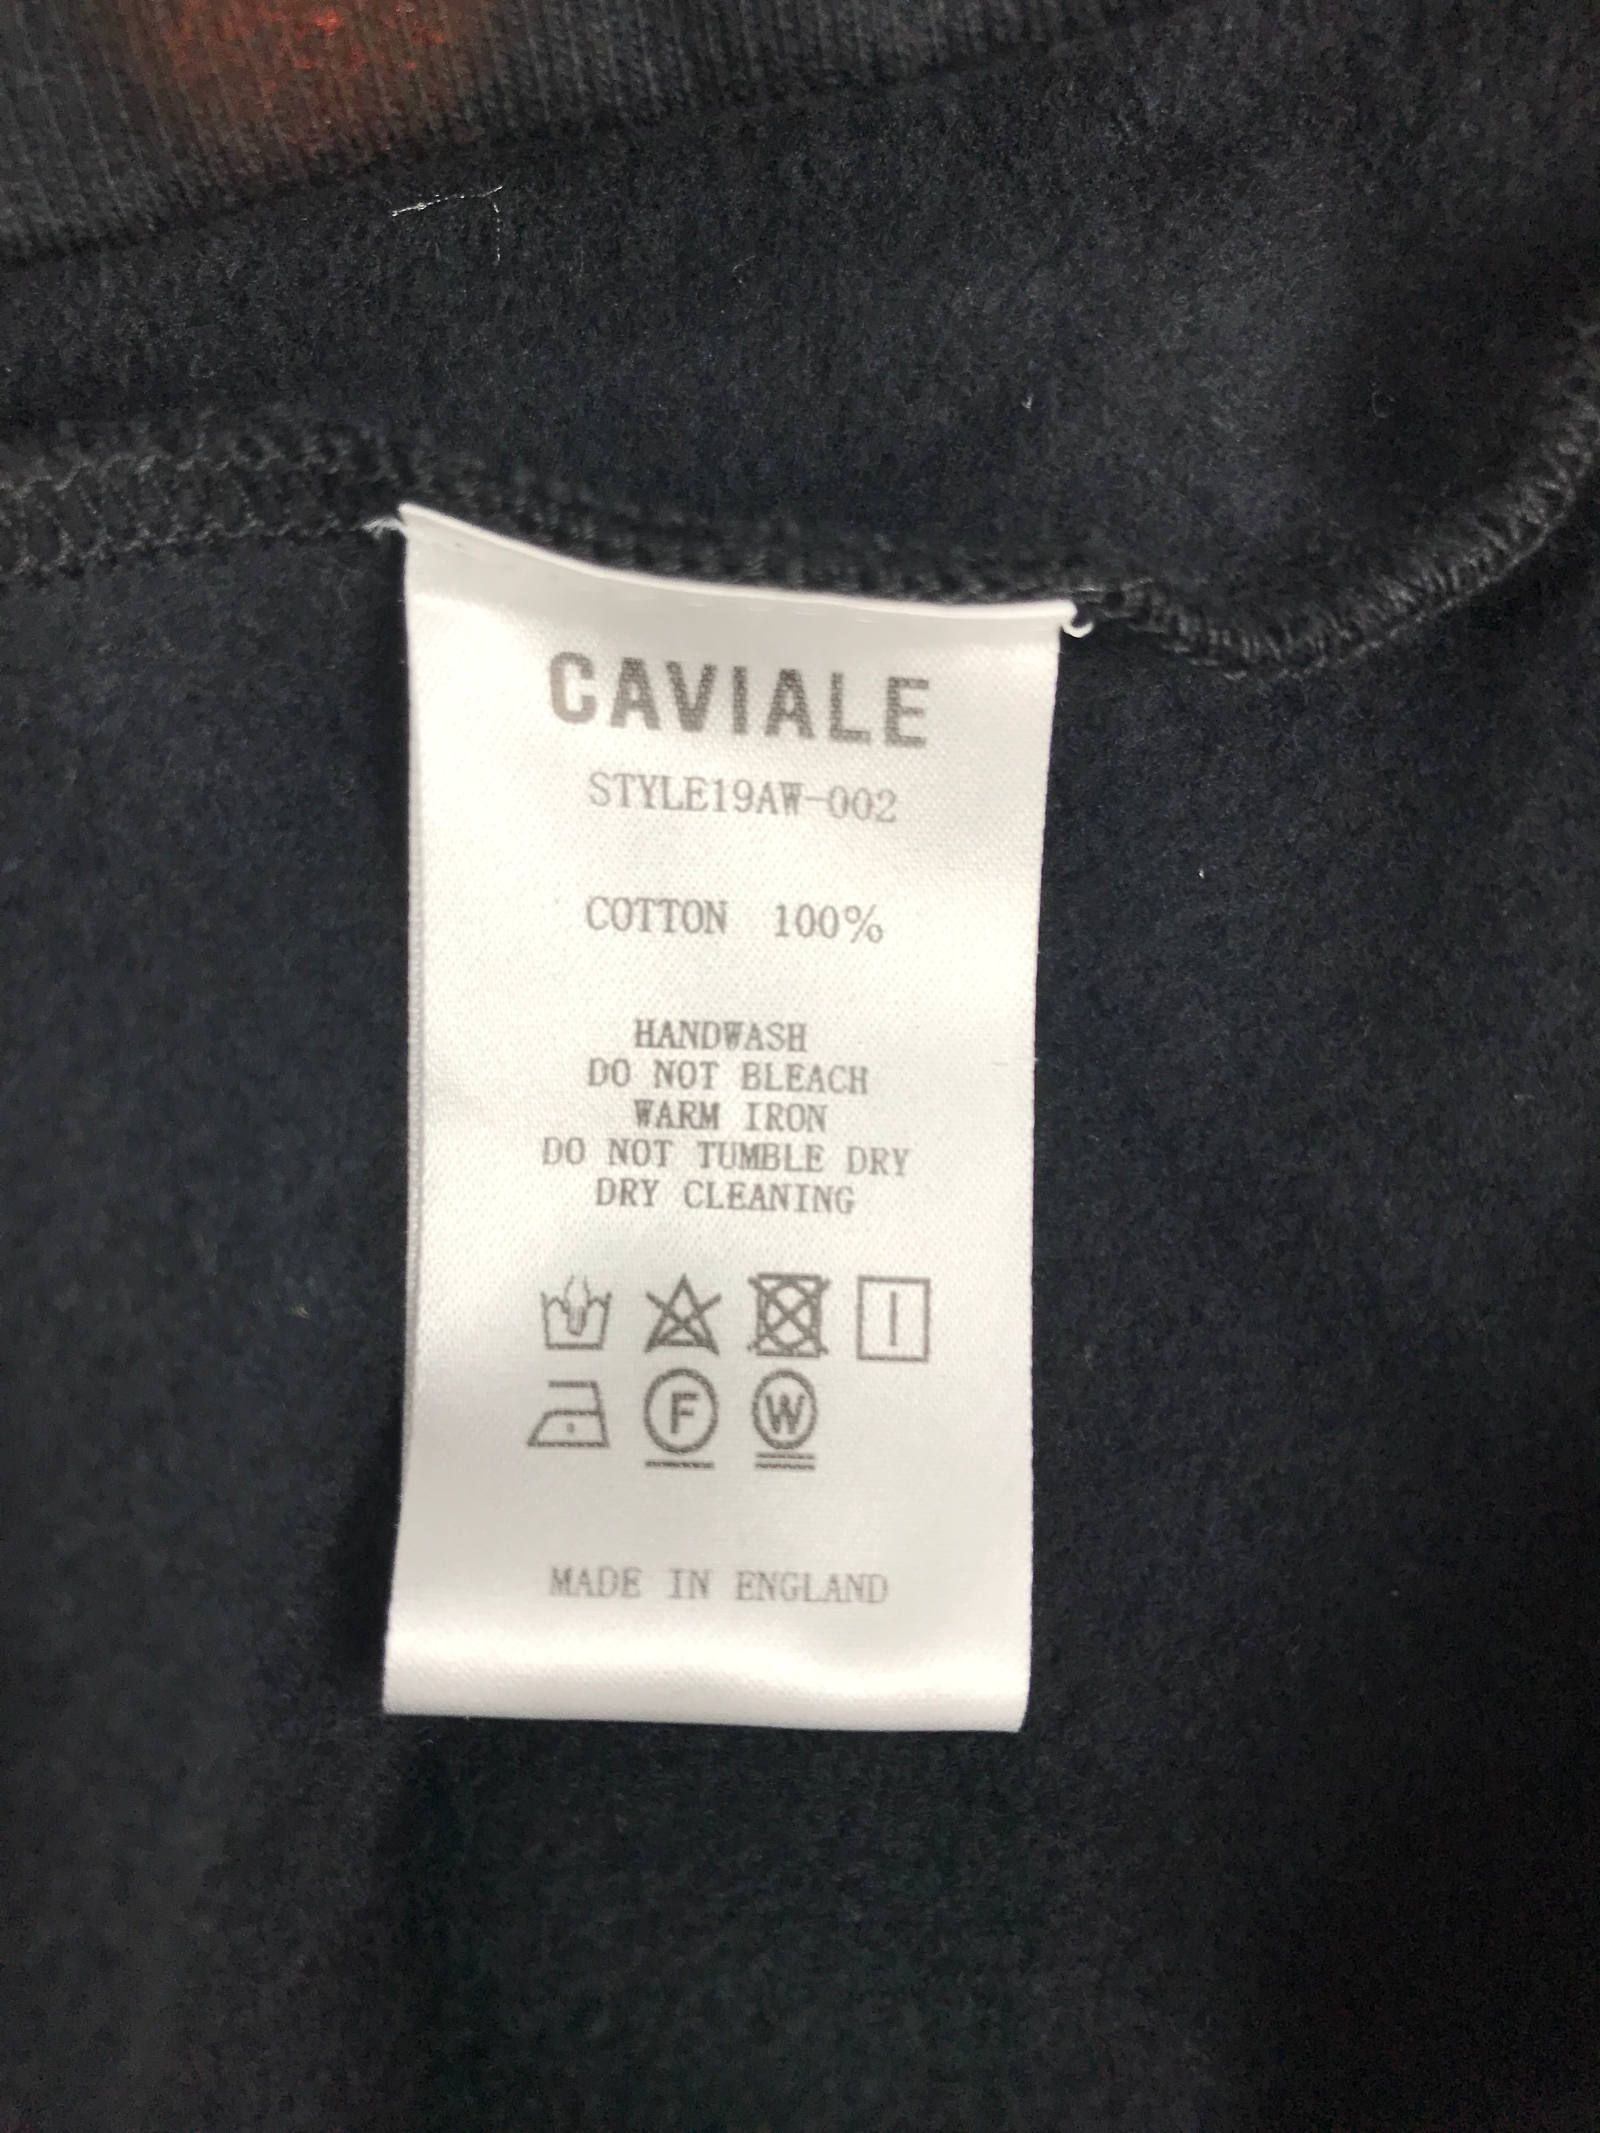 CAVIALE
STYLE19AW-002
COTTON 100%
HANDWASH
DO NOT BLEACH
WARM IRON
DO NOT TUMBLE DRY
DRY CLEANING
F W
MADE IN ENGLAND